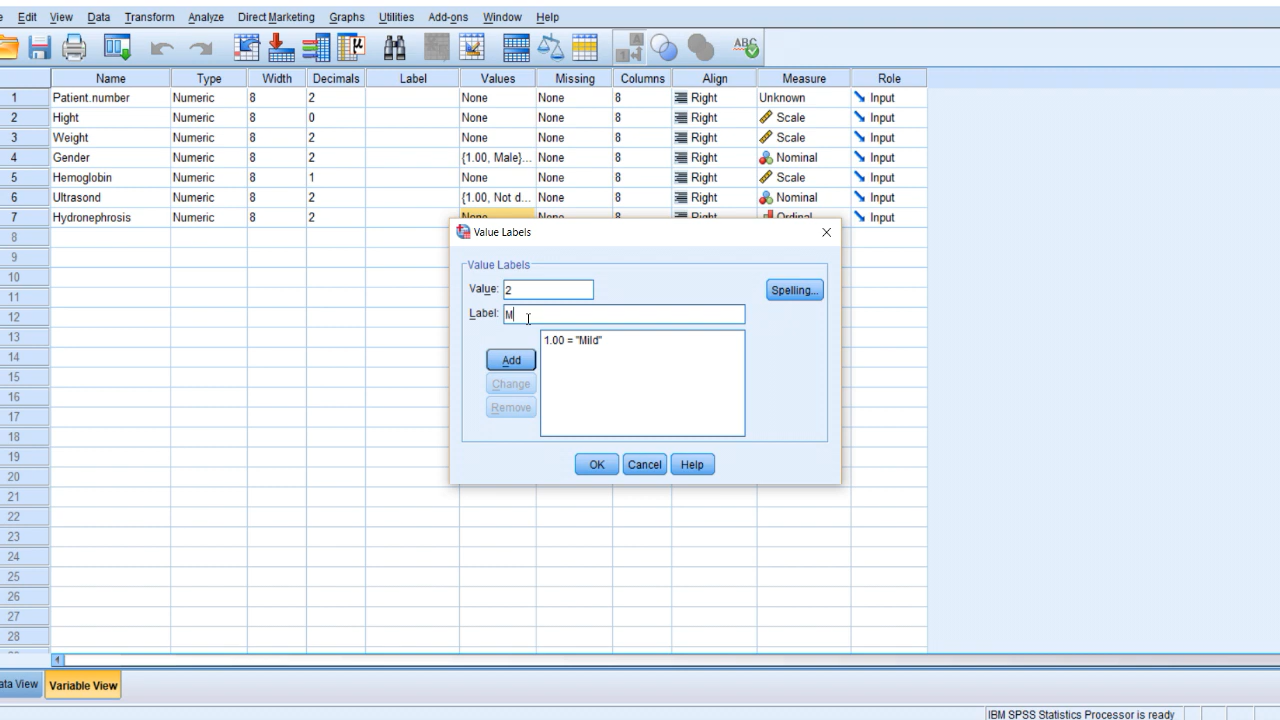 e Edit View Data Transform Analyze Direct Marketing Graphs Utilities Add-ons Window Help
Name Type Width Decimals Label Values Missing Columns Align Measure Role
1 Patient.number Numeric 8 2 None None 8 Right Unknown Input
2 Hight Numeric 8 0 None None 8 Right Scale Input
3 Weight Numeric 8 2 None None 8 Right Scale Input
4 Gender Numeric 8 2 {1.00, Male}... None 8 Right Nominal Input
5 Hemoglobin Numeric 8 1 None None 8 Right Scale Input
6 Ultrasond Numeric 8 2 {1.00, Not d... None 8 Right Nominal Input
7 Hydronephrosis Numeric 8 2 None None 8 Right Ordinal Input
8
9
10
11
12
13
14
15
16
17
18
19
20
21
22
23
24
25
26
27
28
Value Labels
Value Labels
Value: 2
Spelling...
Label: M
1.00 = "Mild"
Add
Change
Remove
OK Cancel Help
ata View Variable View
IBM SPSS Statistics Processor is ready